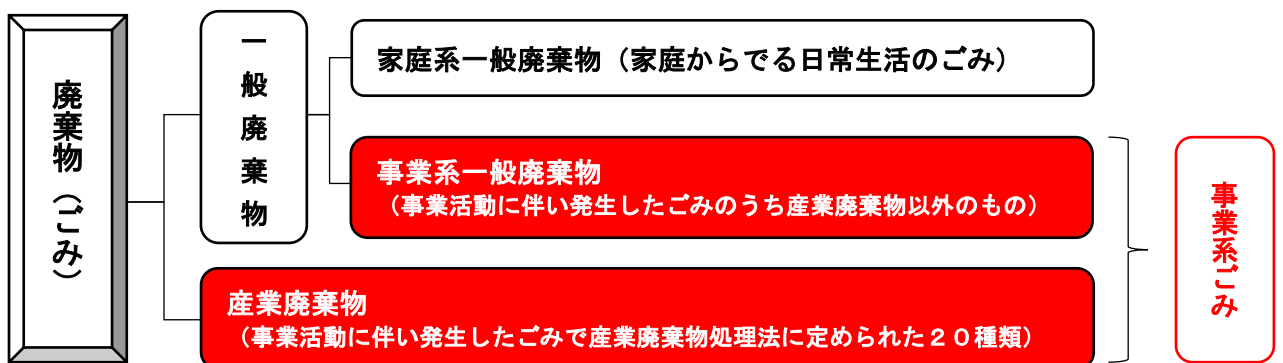 廃棄物（ごみ）
一般廃棄物
家庭系一般廃棄物（家庭からでる日常生活のごみ）
事業系一般廃棄物
（事業活動に伴い発生したごみのうち産業廃棄物以外のもの）
産業廃棄物
（事業活動に伴い発生したごみで産業廃棄物処理法に定められた２０種類）
事業系ごみ